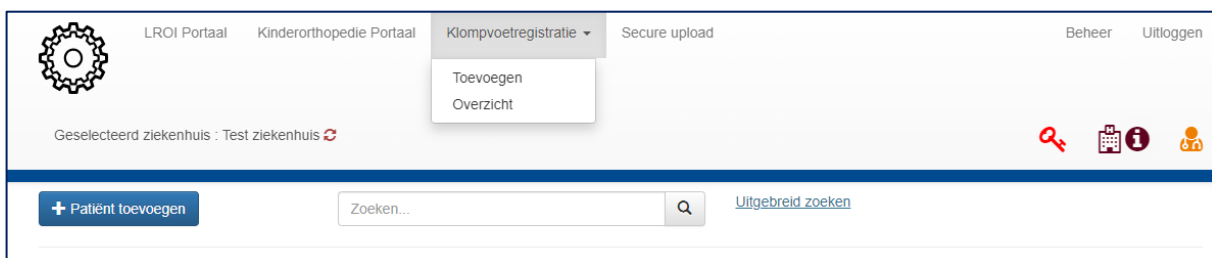 LROI Portaal Kinderorthopedie Portaal Klompvoetregistratie Secure upload Beheer Uitloggen
Toevoegen
Overzicht
Geselecteerd ziekenhuis : Test ziekenhuis
Patiënt toevoegen Zoeken... Uitgebreid zoeken